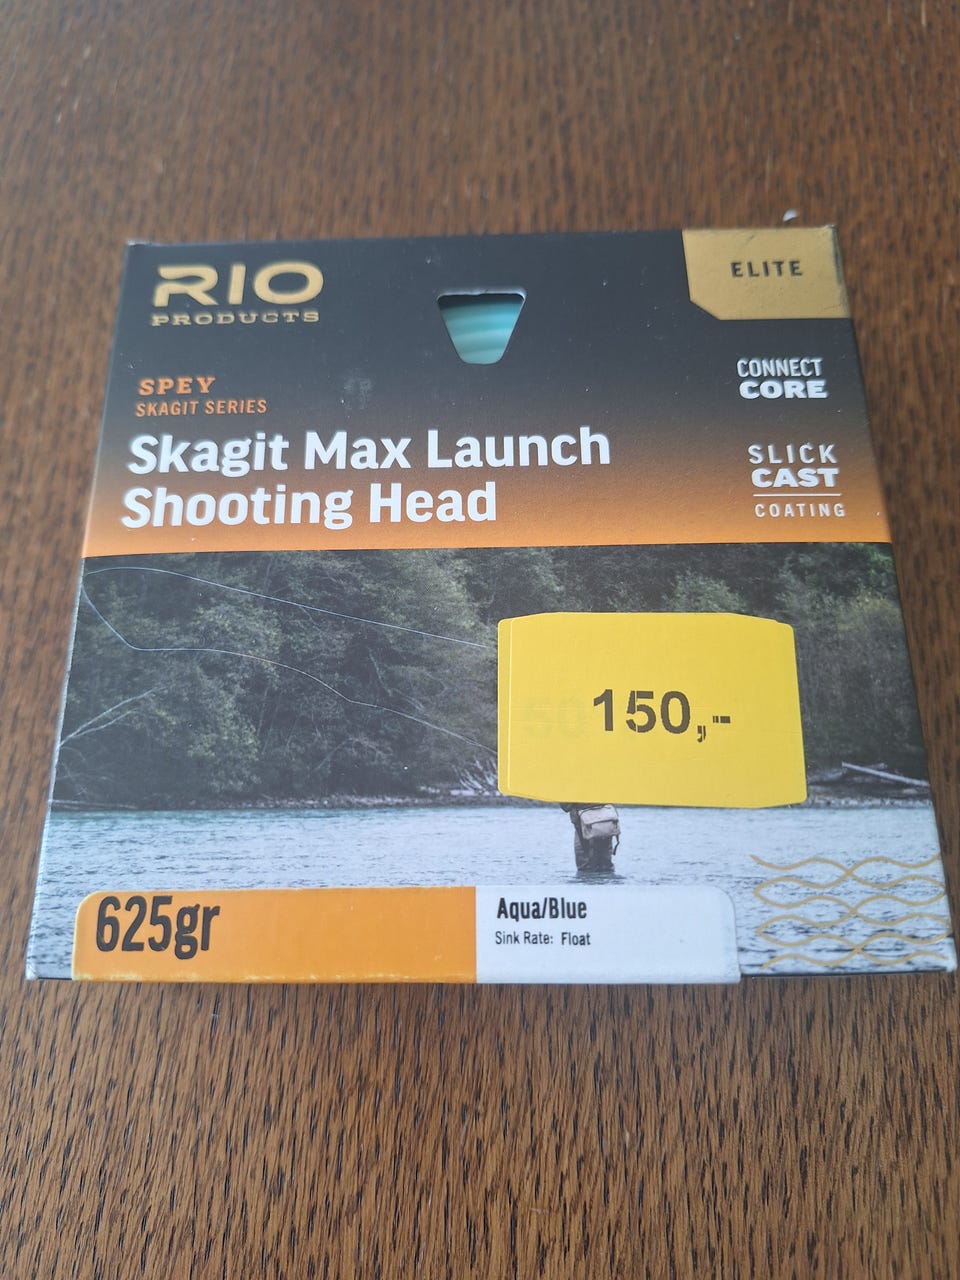 RIO
PRODUCTS
ELITE
SPEY
SKAGIT SERIES
CONNECT
CORE
Skagit Max Launch
Shooting Head
SLICK
CAST
COATING
150,-
625gr
Aqua/Blue
Sink Rate: Float